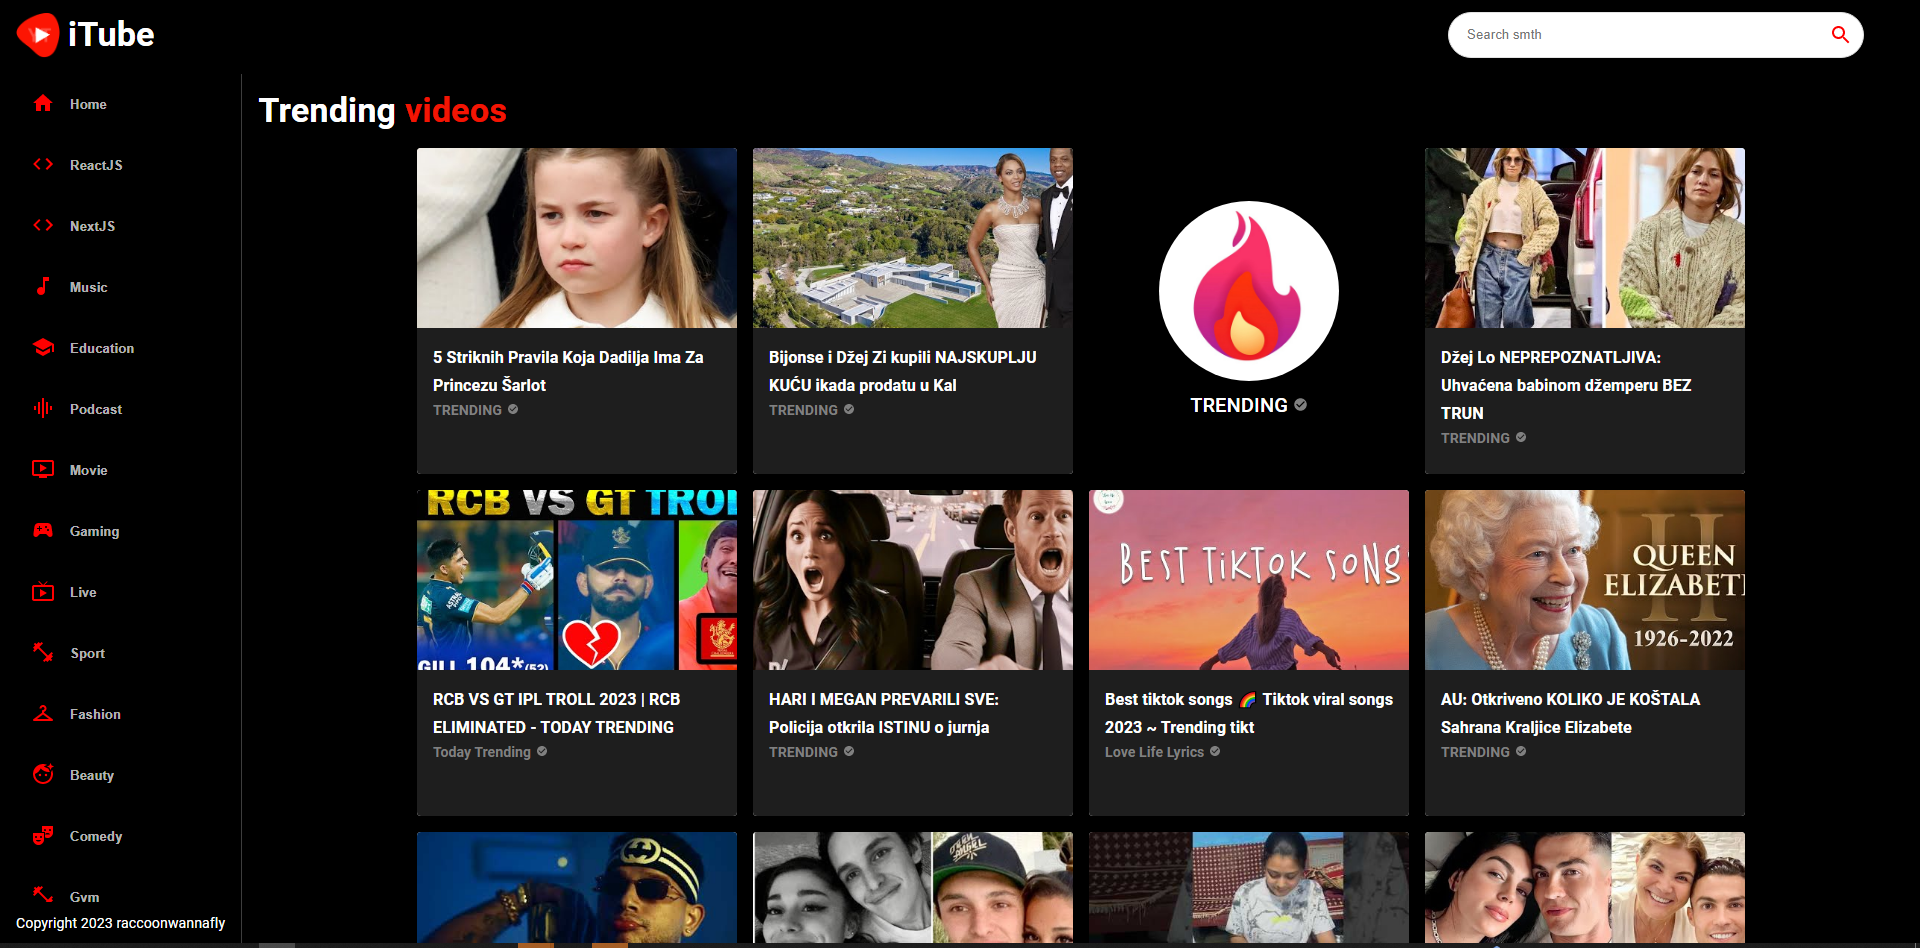 iTube
Search smth
Home
ReactJS
NextJS
Music
Education
Podcast
Movie
Gaming
Live
Sport
Fashion
Beauty
Comedy
Gym
Copyright 2023 raccoonwannafly
Trending videos
5 Striknih Pravila Koja Dadilja Ima Za
Princezu Šarlot
TRENDING
Bijonse i Džej Zi kupili NAJSKUPLJU
KUĆU ikada prodatu u Kal
TRENDING
TRENDING
Džej Lo NEPREPOZNATLJIVA:
Uhvaćena babinom džemperu BEZ
TRUN
TRENDING
RCB VS GT TROL
GILL 104*(52)
RCB VS GT IPL TROLL 2023 | RCB
ELIMINATED - TODAY TRENDING
Today Trending
HARI I MEGAN PREVARILI SVE:
Policija otkrila ISTINU o jurnja
TRENDING
BEST TiKTOK SONG
Best tiktok songs 🌈 Tiktok viral songs
2023 ~ Trending tikt
Love Life Lyrics
II
QUEEN
ELIZABETH
1926-2022
AU: Otkriveno KOLIKO JE KOŠTALA
Sahrana Kraljice Elizabete
TRENDING